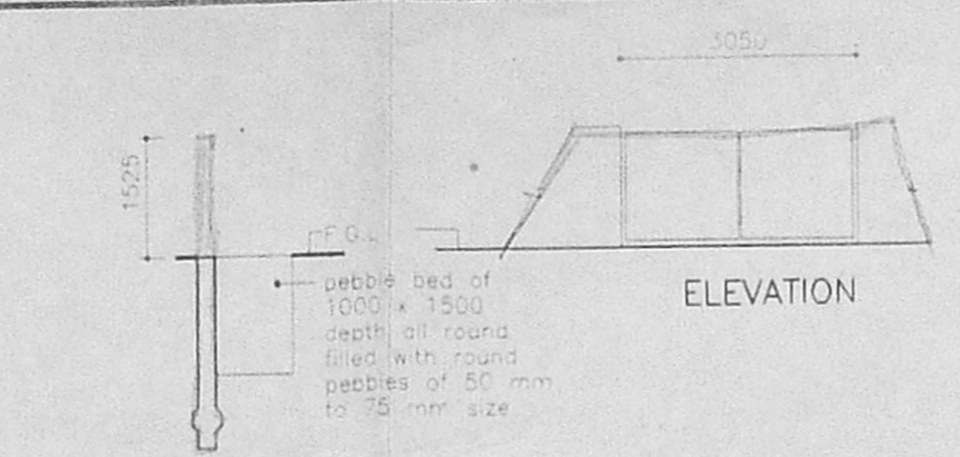 3050
1525
F.G.L
pebble bed of
1000 x 1500
depth all round
filled with round
pebbles of 50 mm
to 75 mm size
ELEVATION